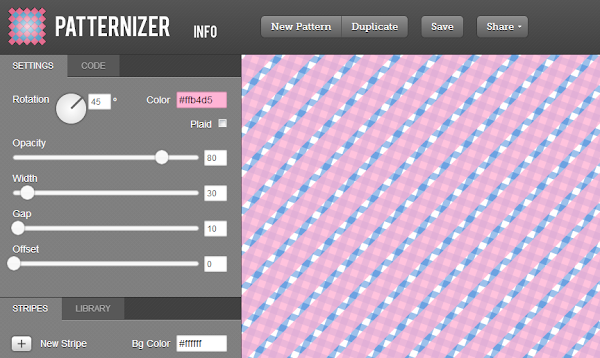 PATTERNIZER INFO New Pattern Duplicate Save Share
SETTINGS CODE
Rotation 45 ° Color #ffb4d5
Plaid
Opacity
80
Width
30
Gap
10
Offset
0
STRIPES LIBRARY
+ New Stripe Bg Color #ffffff